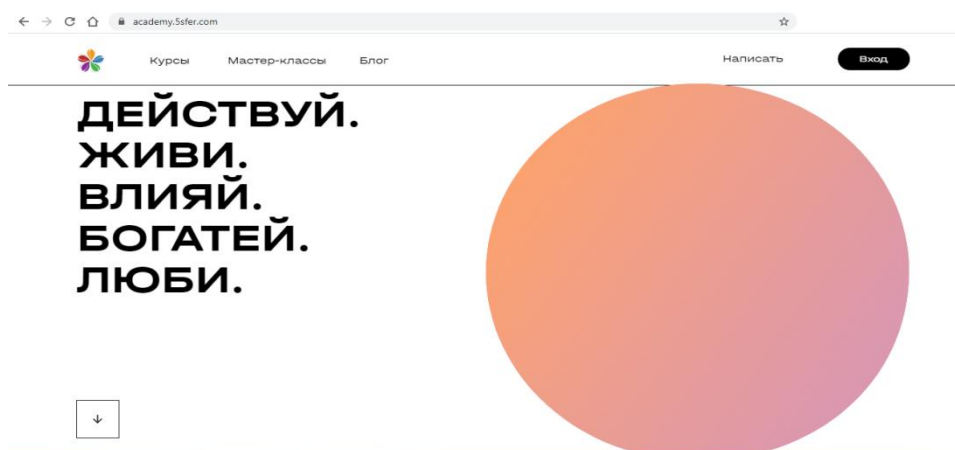 academy.5sfer.com
Курсы Мастер-классы Блог Написать Вход
ДЕЙСТВУЙ.
ЖИВИ.
ВЛИЯЙ.
БОГАТЕЙ.
ЛЮБИ.